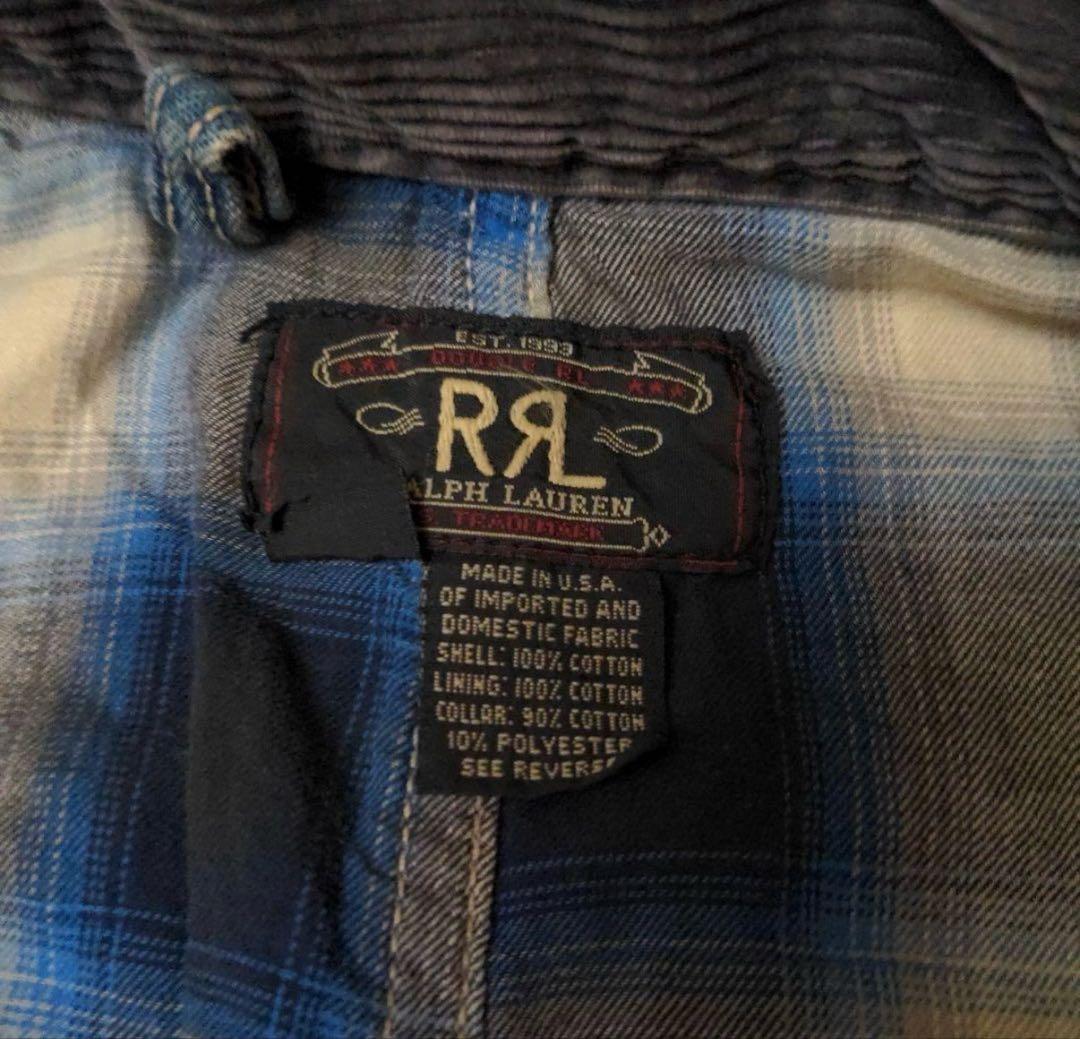 EST. 1993
DOUBLE RL
RRL
ALPH LAUREN
MADE IN U.S.A.
OF IMPORTED AND
DOMESTIC FABRIC
SHELL: 100% COTTON
LINING: 100% COTTON
COLLAR: 90% COTTON
10% POLYESTER
SEE REVERSE